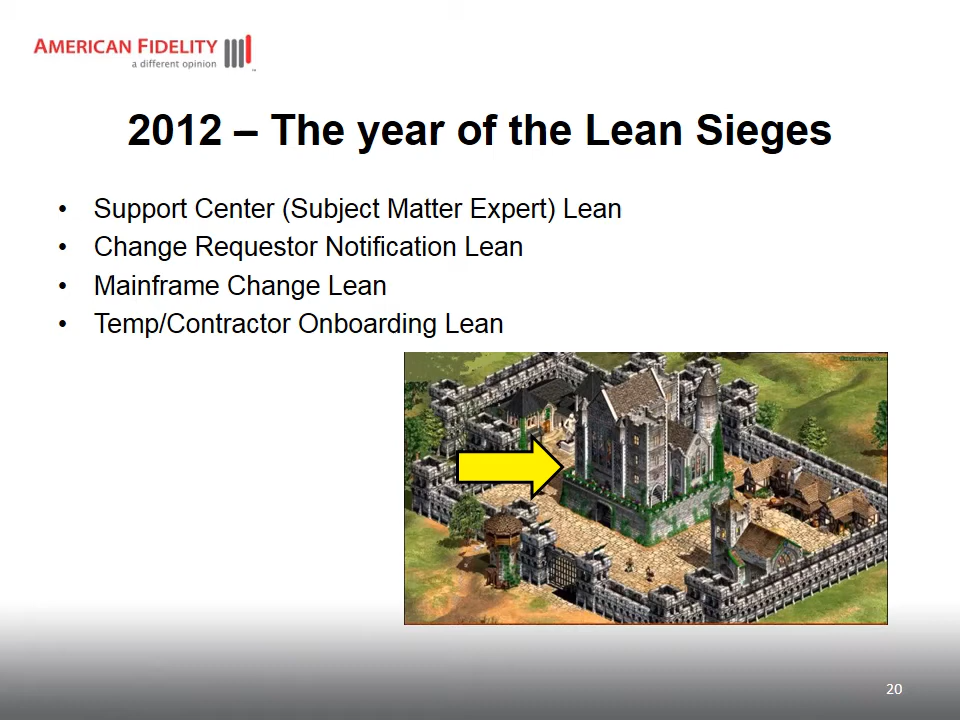 AMERICAN FIDELITY
a different opinion
2012 – The year of the Lean Sieges
• Support Center (Subject Matter Expert) Lean
• Change Requestor Notification Lean
• Mainframe Change Lean
• Temp/Contractor Onboarding Lean
20